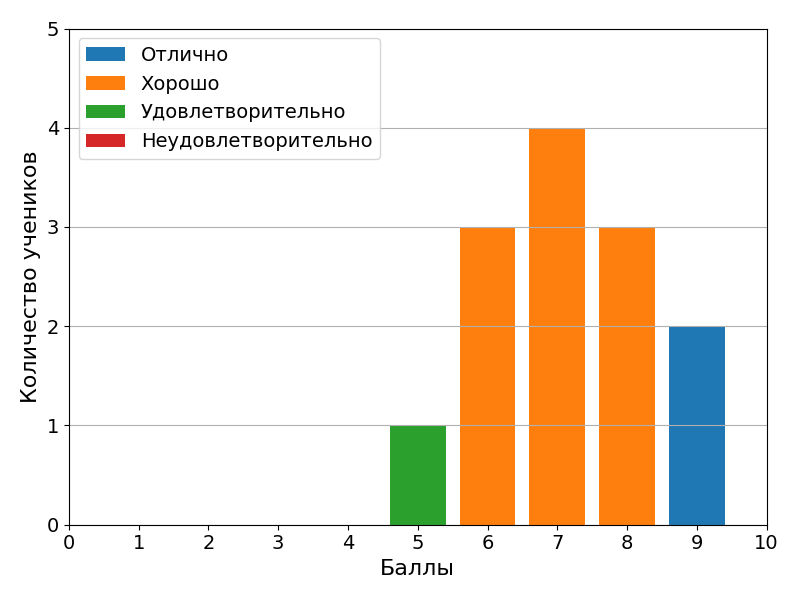 Отлично
Хорошо
Удовлетворительно
Неудовлетворительно
Количество учеников
5
4
3
2
1
0
0 1 2 3 4 5 6 7 8 9 10
Баллы